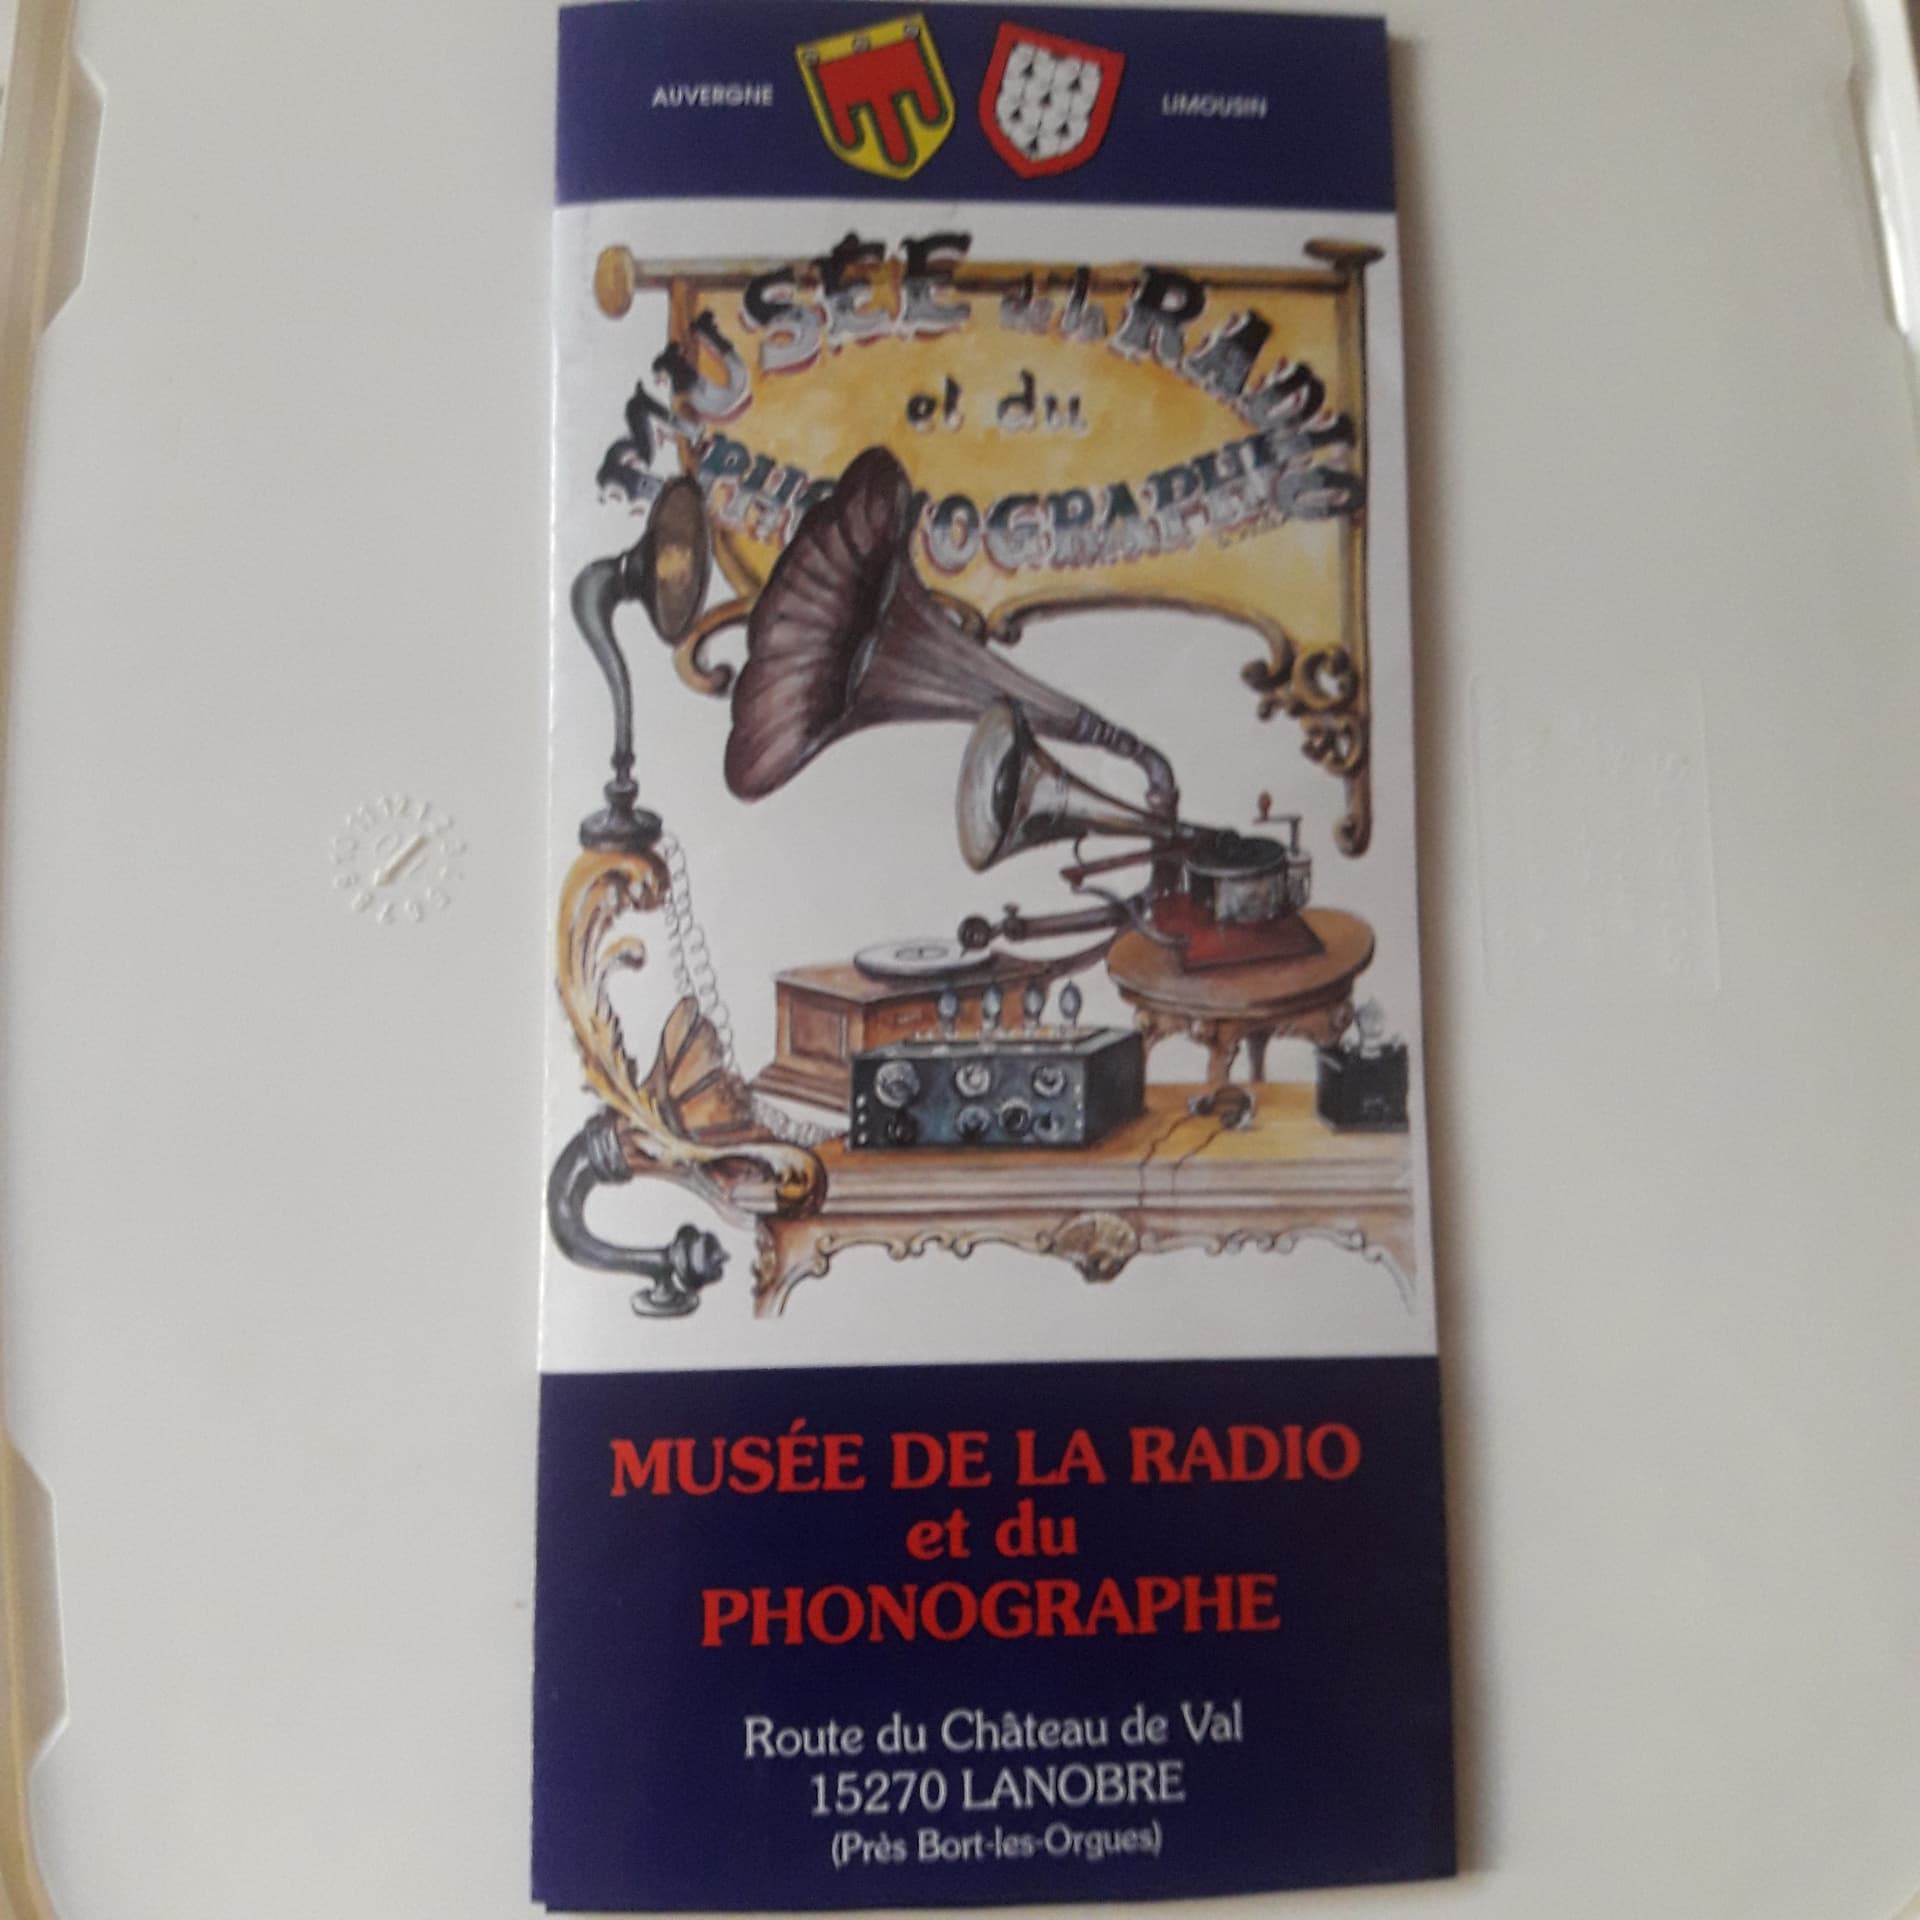 AUVERGNE
LIMOUSIN
MUSÉE de la RADIO
et du
PHONOGRAPHE
MUSÉE DE LA RADIO
et du
PHONOGRAPHE
Route du Château de Val
15270 LANOBRE
(Près Bort-les-Orgues)